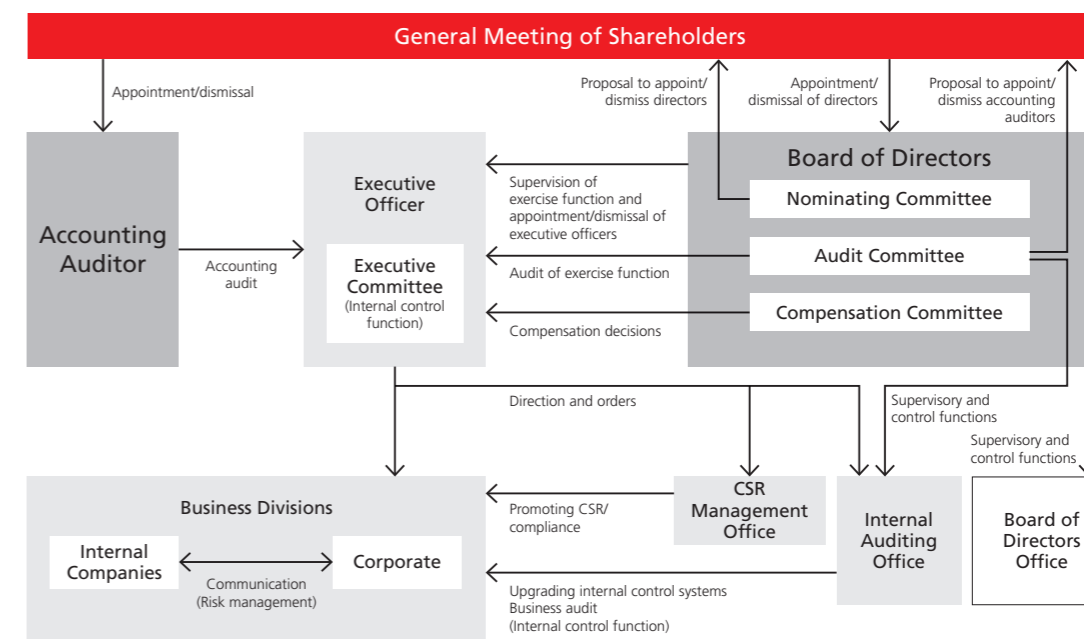 General Meeting of Shareholders
Appointment/dismissal
Proposal to appoint/
dismiss directors
Appointment/
dismissal of directors
Proposal to appoint/
dismiss accounting
auditors
Accounting
Auditor
Accounting
audit
Executive
Officer
Executive
Committee
(Internal control
function)
Supervision of
exercise function and
appointment/dismissal of
executive officers
Audit of exercise function
Compensation decisions
Board of Directors
Nominating Committee
Audit Committee
Compensation Committee
Direction and orders
Supervisory and
control functions
Supervisory and
control functions
Business Divisions
Internal
Companies
Communication
(Risk management)
Corporate
Promoting CSR/
compliance
CSR
Management
Office
Internal
Auditing
Office
Board of
Directors
Office
Upgrading internal control systems
Business audit
(Internal control function)